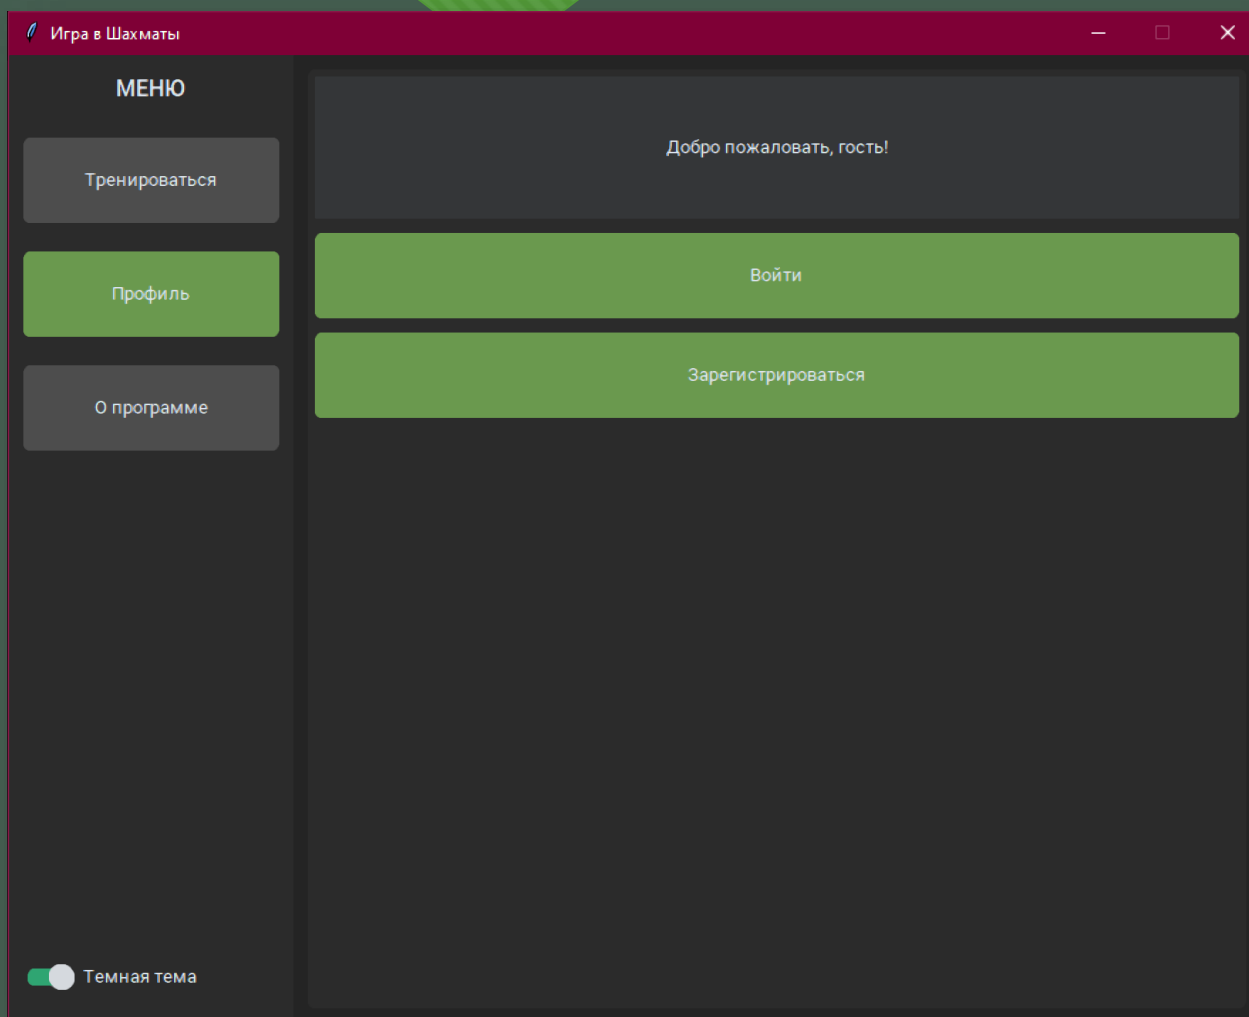 Игра в Шахматы
МЕНЮ
Тренироваться
Профиль
О программе
Темная тема
Добро пожаловать, гость!
Войти
Зарегистрироваться